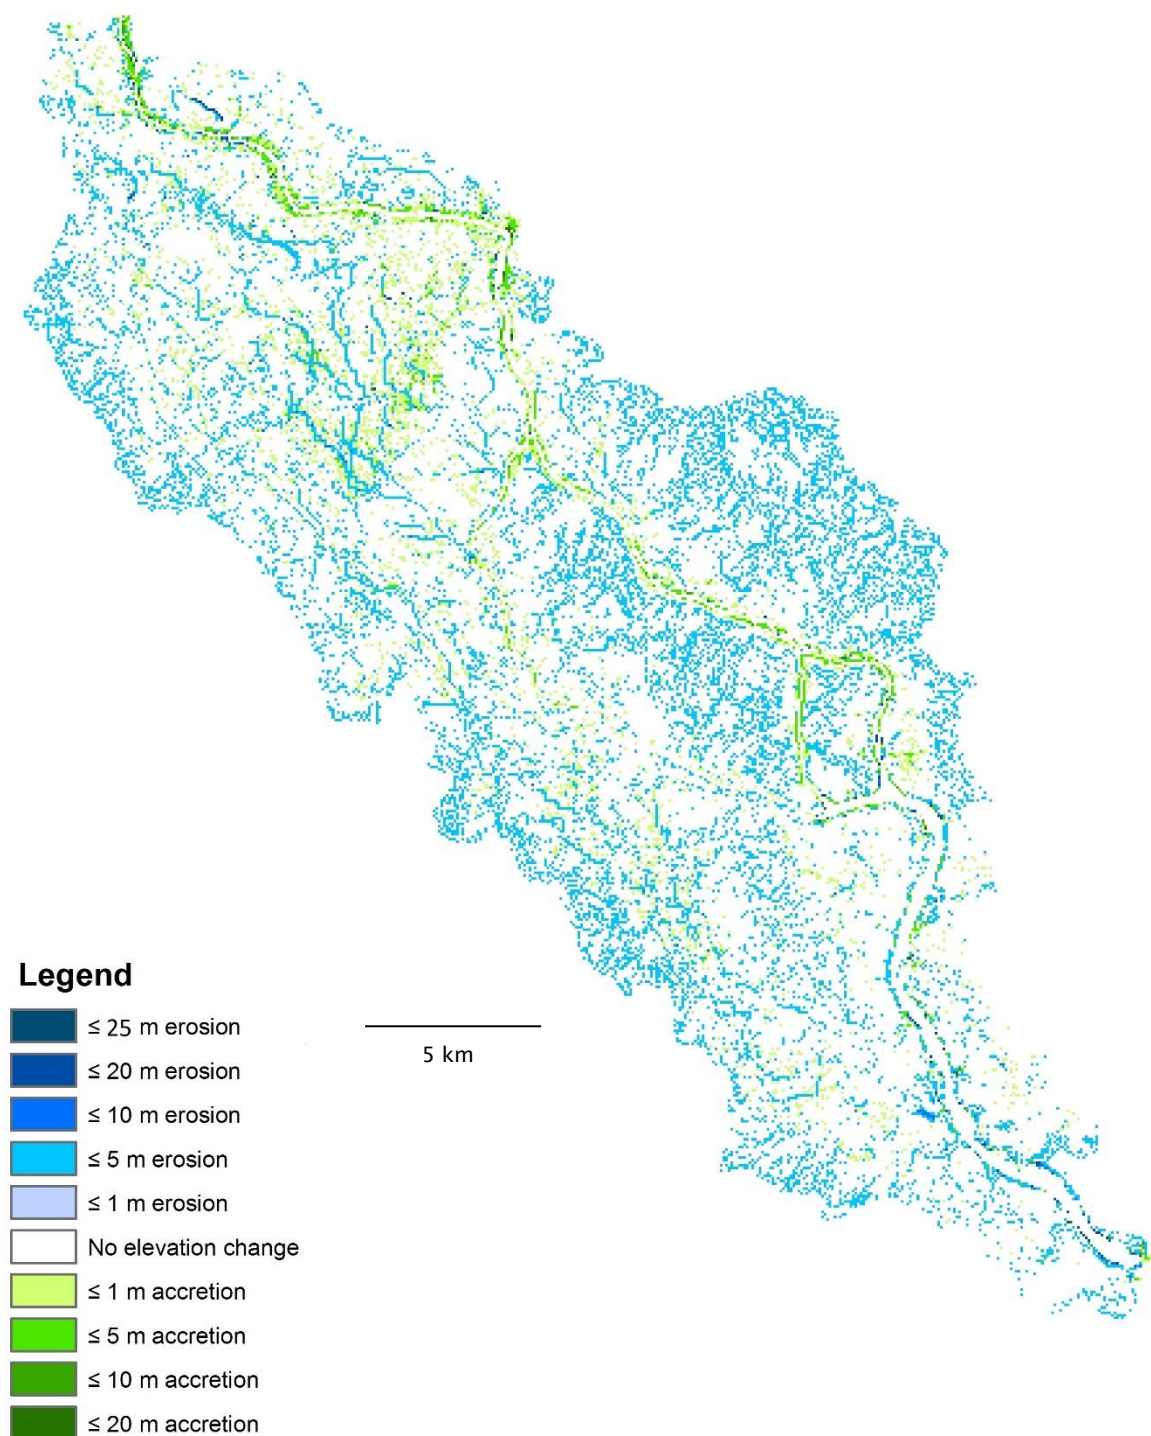 Legend
≤ 25 m erosion
≤ 20 m erosion
≤ 10 m erosion
≤ 5 m erosion
≤ 1 m erosion
No elevation change
≤ 1 m accretion
≤ 5 m accretion
≤ 10 m accretion
≤ 20 m accretion
5 km